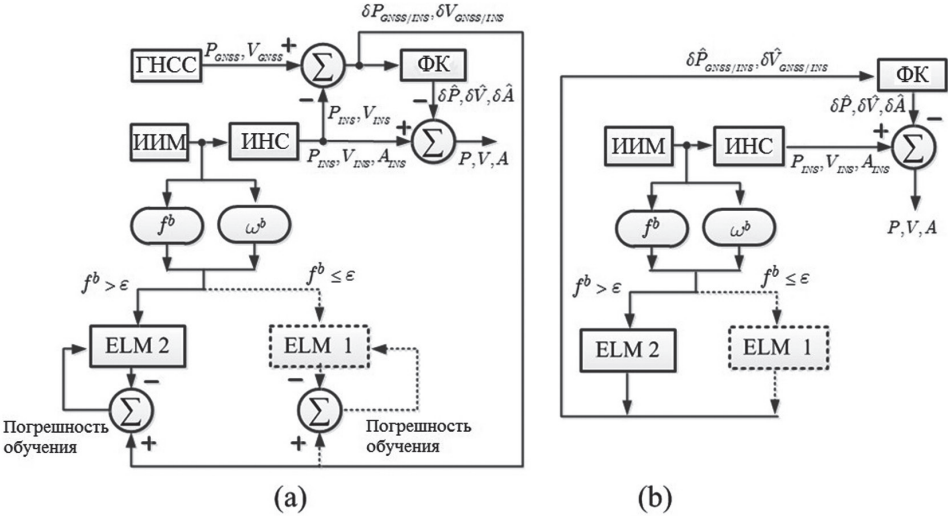 δP_GNSS/INS, δV_GNSS/INS
ГНСС
P_GNSS, V_GNSS
+
Σ
ФК
−
P_INS, V_INS
δP̂, δV̂, δÂ
−
+
Σ
ИИМ
ИНС
P_INS, V_INS, A_INS
P, V, A
f^b
ω^b
f^b > ε
f^b ≤ ε
ELM 2
ELM 1
−
−
Σ
Σ
Погрешность
обучения
+
+
Погрешность
обучения
(a)
δP̂_GNSS/INS, δV̂_GNSS/INS
ФК
δP̂, δV̂, δÂ
−
+
Σ
ИИМ
ИНС
P_INS, V_INS, A_INS
P, V, A
f^b
ω^b
f^b > ε
f^b ≤ ε
ELM 2
ELM 1
(b)